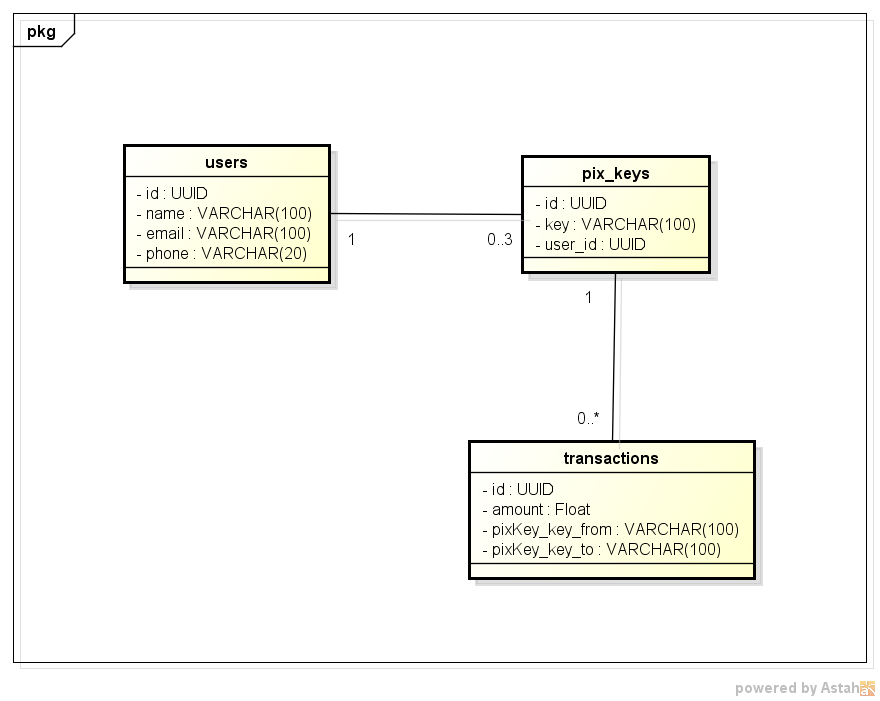 pkg
users
- id : UUID
- name : VARCHAR(100)
- email : VARCHAR(100)
- phone : VARCHAR(20)
1
0..3
pix_keys
- id : UUID
- key : VARCHAR(100)
- user_id : UUID
1
0..*
transactions
- id : UUID
- amount : Float
- pixKey_key_from : VARCHAR(100)
- pixKey_key_to : VARCHAR(100)
powered by Astah